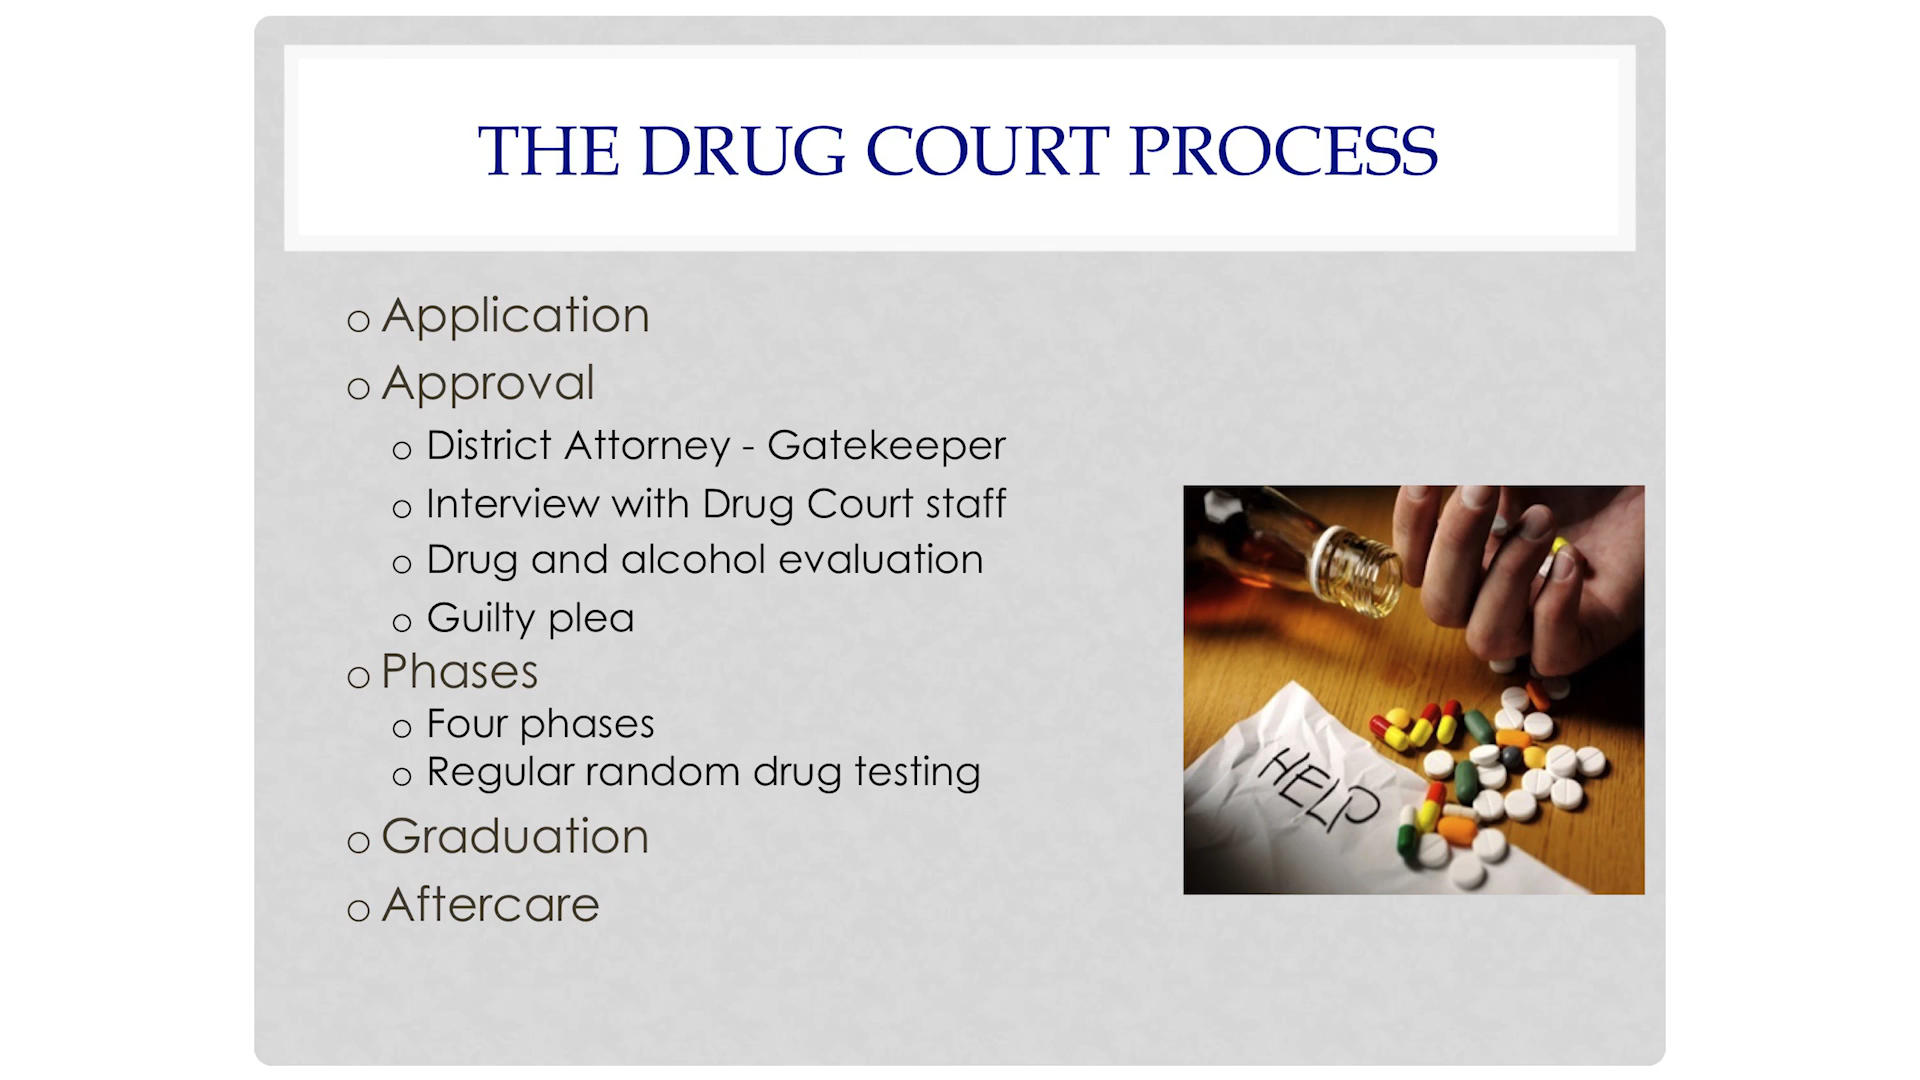 THE DRUG COURT PROCESS
o Application
o Approval
o District Attorney - Gatekeeper
o Interview with Drug Court staff
o Drug and alcohol evaluation
o Guilty plea
o Phases
o Four phases
o Regular random drug testing
o Graduation
o Aftercare
HELP